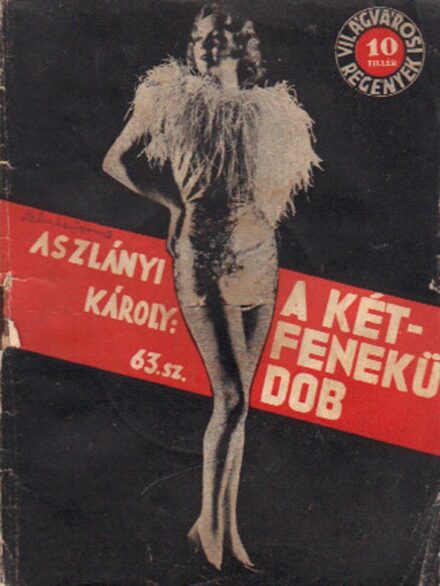 VILÁGVÁROSI
REGÉNYEK
10
FILLÉR
ASZLÁNYI
KÁROLY:
63.sz.
A KÉT-
FENEKŰ
DOB